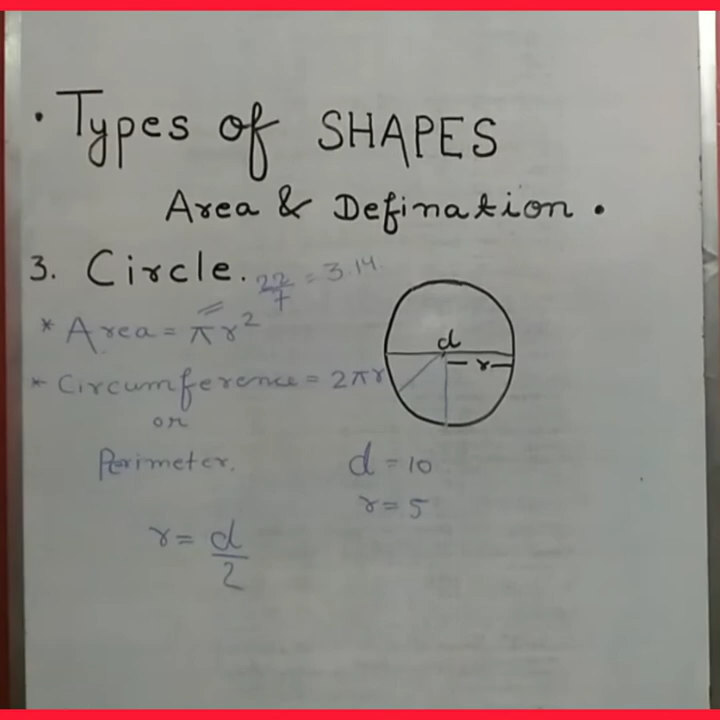 • Types of SHAPES
Area & Defination .
3. Circle.
22/7 = 3.14.
* Area = πr²
* Circumference = 2πr
or
Perimeter.
d
r
d = 10
r = 5
r = d/2